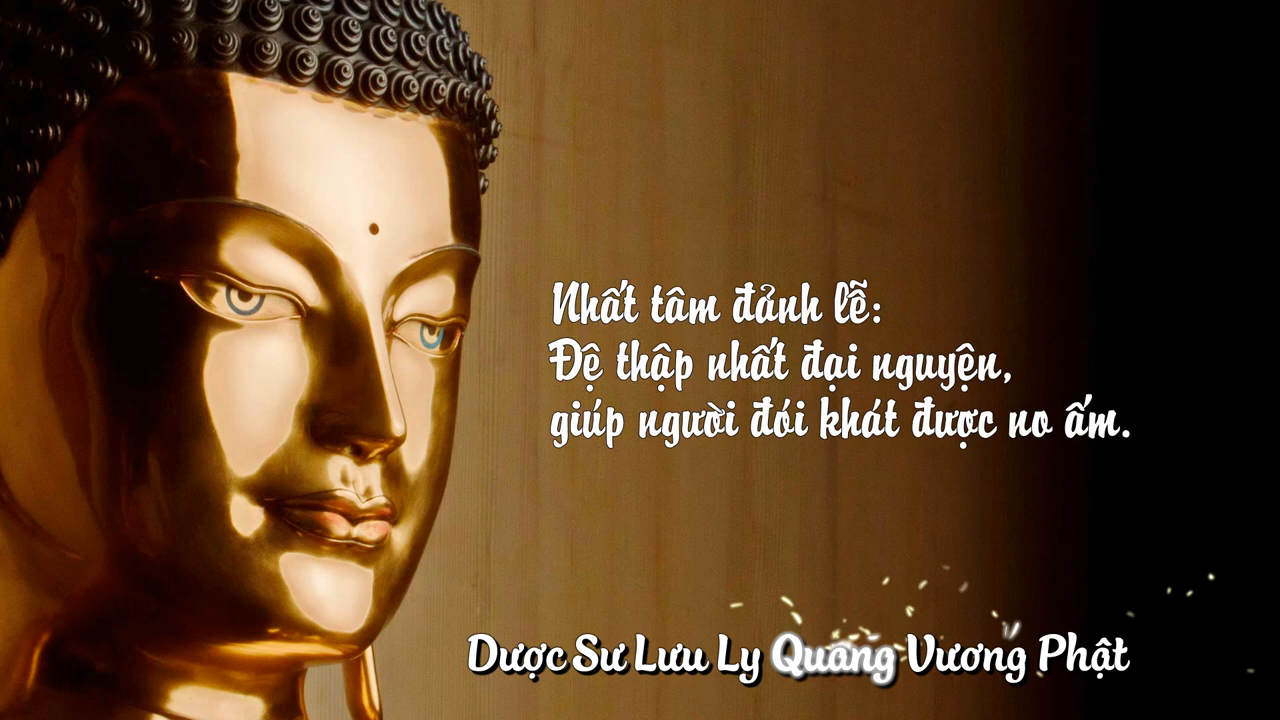 Nhất tâm đảnh lễ:
Đệ thập nhất đại nguyện,
giúp người đói khát được no ấm.
Dược Sư Lưu Ly Quang Vương Phật